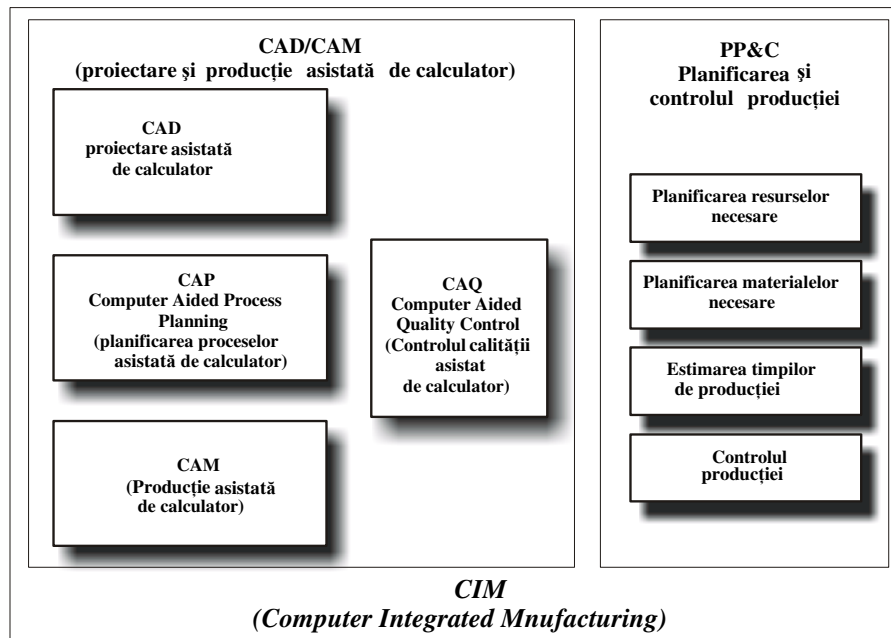 CAD/CAM
(proiectare şi producție asistată de calculator)
CAD
proiectare asistată
de calculator
CAP
Computer Aided Process
Planning
(planificarea proceselor
asistată de calculator)
CAM
(Producție asistată
de calculator)
CAQ
Computer Aided
Quality Control
(Controlul calității
asistat
de calculator)
PP&C
Planificarea şi
controlul producției
Planificarea resurselor
necesare
Planificarea materialelor
necesare
Estimarea timpilor
de producției
Controlul
producției
CIM
(Computer Integrated Mnufacturing)